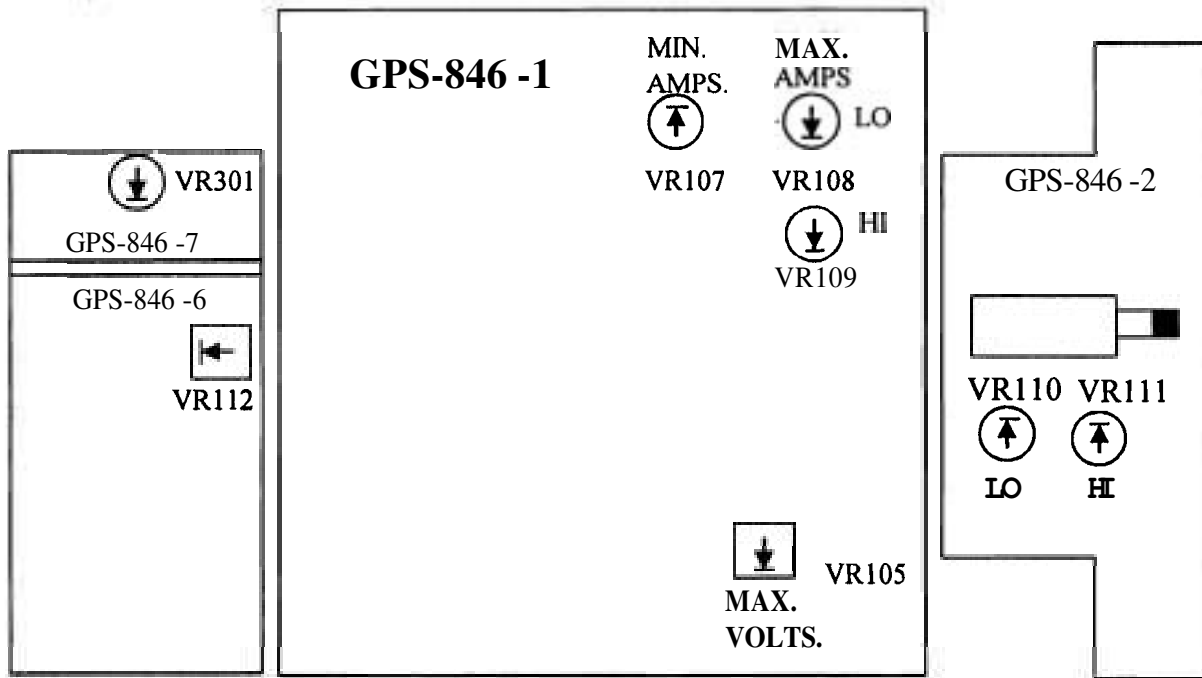 GPS-846 -1
MIN.
AMPS.
VR107
MAX.
AMPS
LO
VR108
HI
VR109
VR301
GPS-846 -7
GPS-846 -6
VR112
GPS-846 -2
VR110 VR111
LO HI
VR105
MAX.
VOLTS.